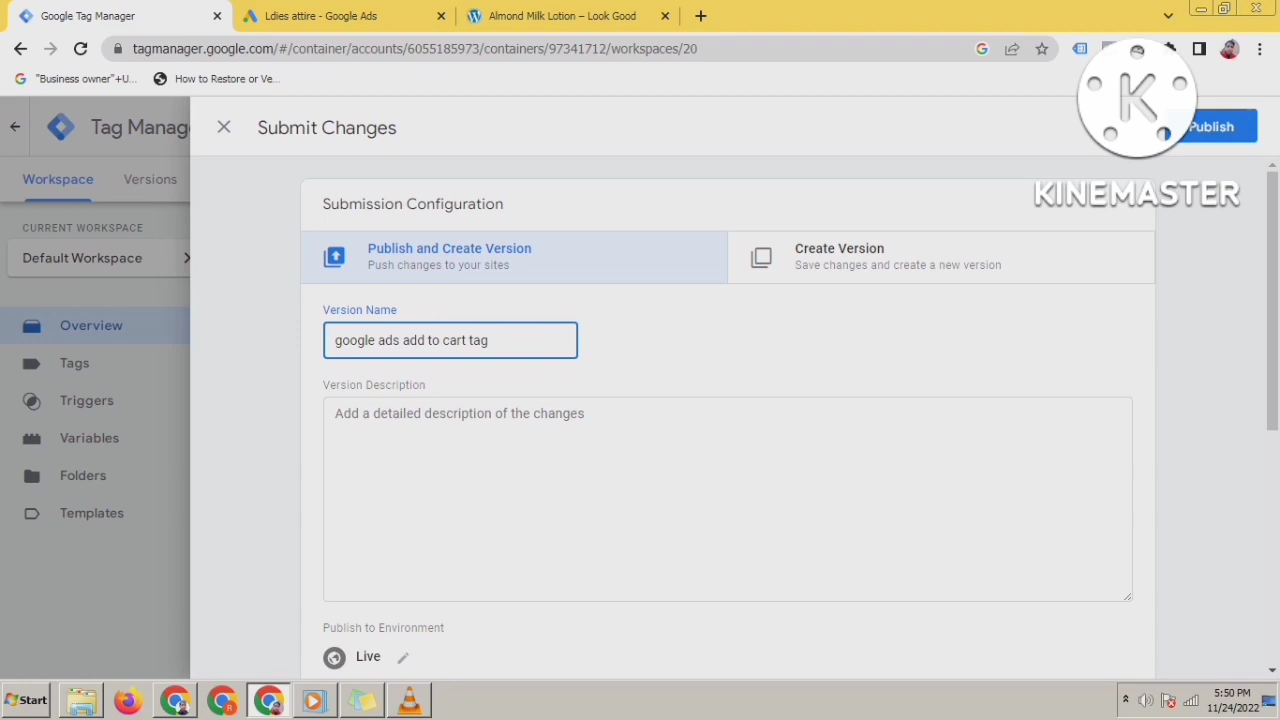 Google Tag Manager
Ldies attire - Google Ads
Almond Milk Lotion – Look Good
tagmanager.google.com/#/container/accounts/6055185973/containers/97341712/workspaces/20
"Business owner"+U...
How to Restore or Ve...
Tag Manag
Submit Changes
Publish
K
KINEMASTER
Workspace
Versions
Submission Configuration
CURRENT WORKSPACE
Default Workspace
Publish and Create Version
Push changes to your sites
Create Version
Save changes and create a new version
Version Name
google ads add to cart tag
Overview
Tags
Triggers
Variables
Folders
Templates
Version Description
Add a detailed description of the changes
Publish to Environment
Live
Start
5:50 PM
11/24/2022